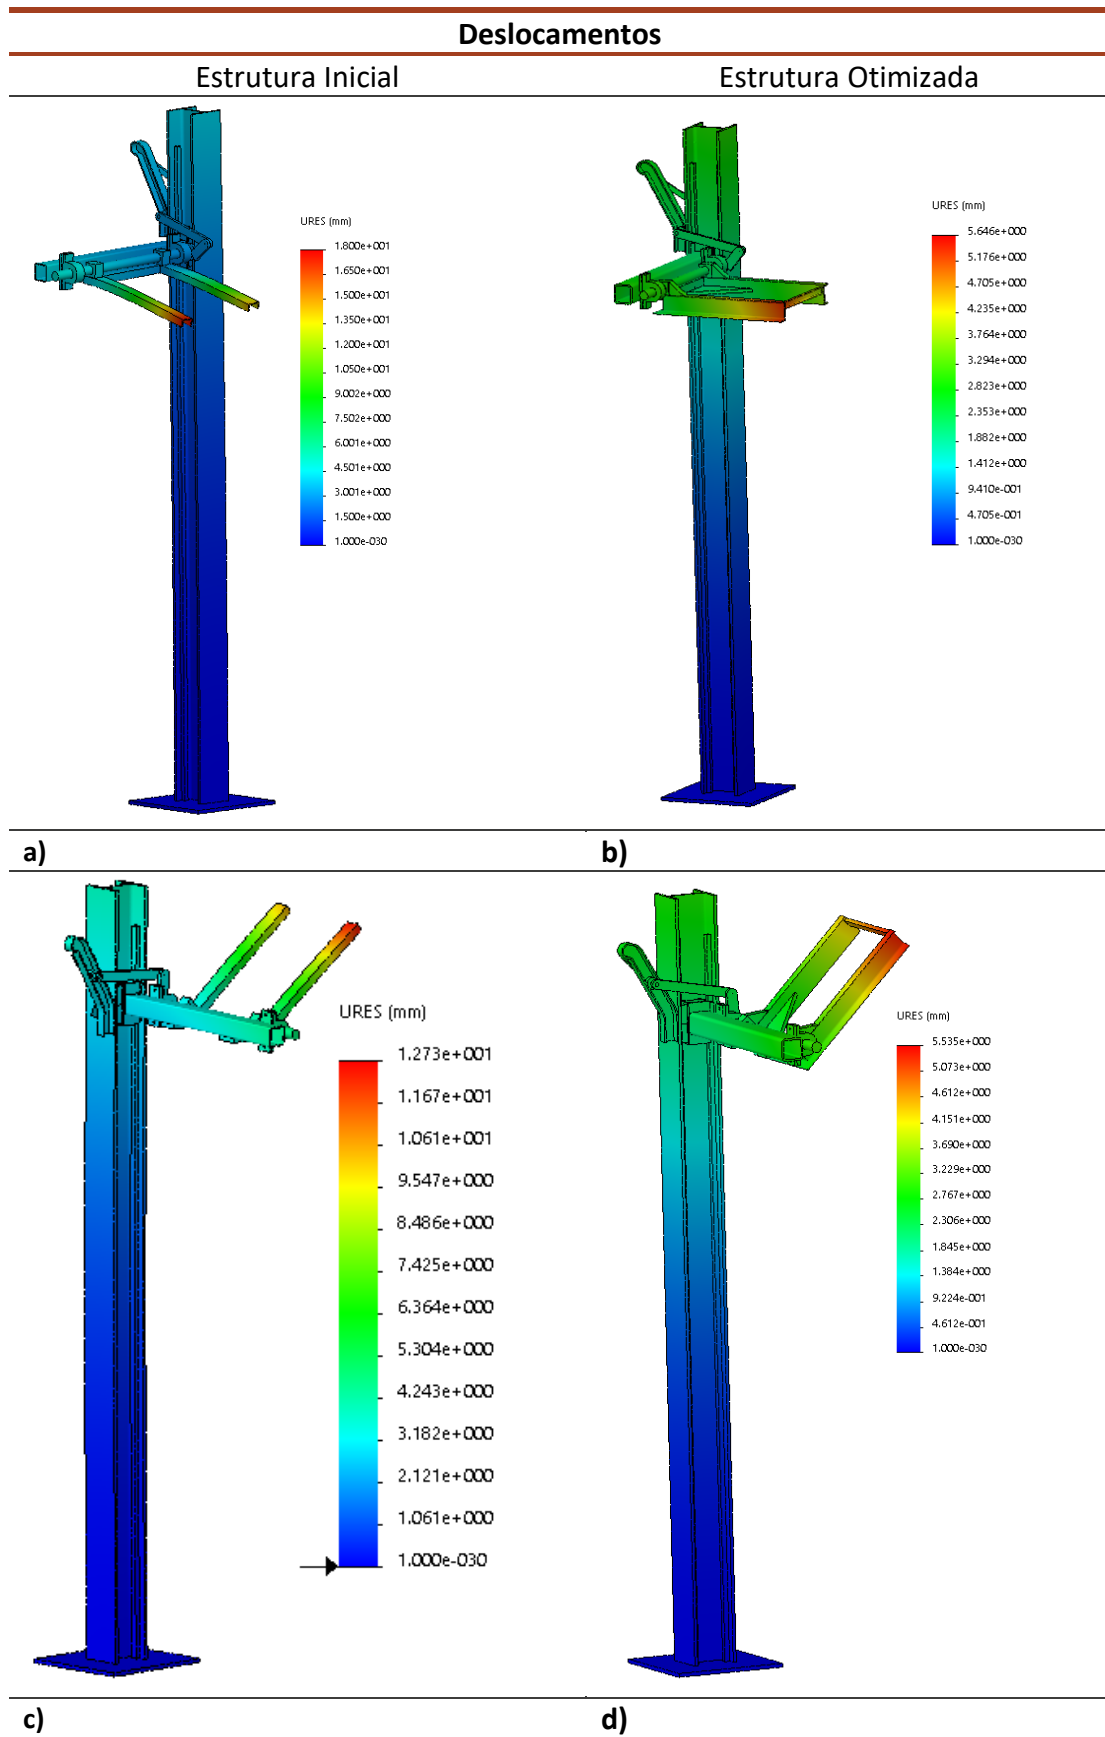 Deslocamentos
Estrutura Inicial
Estrutura Otimizada
URES (mm)
1.800e+001
1.650e+001
1.500e+001
1.350e+001
1.200e+001
1.050e+001
9.002e+000
7.502e+000
6.001e+000
4.501e+000
3.001e+000
1.500e+000
1.000e-030
URES (mm)
5.646e+000
5.176e+000
4.705e+000
4.235e+000
3.764e+000
3.294e+000
2.823e+000
2.353e+000
1.882e+000
1.412e+000
9.410e-001
4.705e-001
1.000e-030
a)
b)
URES (mm)
1.273e+001
1.167e+001
1.061e+001
9.547e+000
8.486e+000
7.425e+000
6.364e+000
5.304e+000
4.243e+000
3.182e+000
2.121e+000
1.061e+000
1.000e-030
URES (mm)
5.535e+000
5.073e+000
4.612e+000
4.151e+000
3.690e+000
3.229e+000
2.767e+000
2.306e+000
1.845e+000
1.384e+000
9.224e-001
4.612e-001
1.000e-030
c)
d)